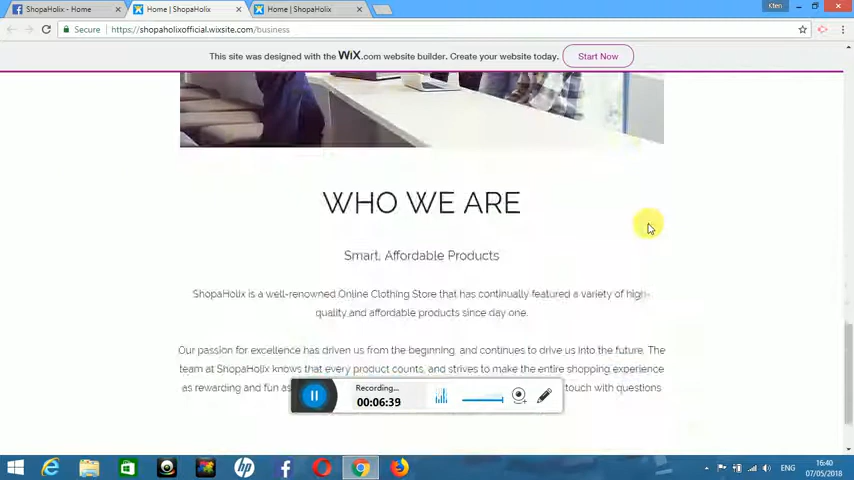 ShopaHolix - Home
Home | ShopaHolix
Home | ShopaHolix
Kten
Secure
https://shopaholixofficial.wixsite.com/business
This site was designed with the WiX.com website builder. Create your website today.
Start Now
WHO WE ARE
Smart, Affordable Products
ShopaHolix is a well-renowned Online Clothing Store that has continually featured a variety of high-
quality and affordable products since day one.
Our passion for excellence has driven us from the beginning, and continues to drive us into the future. The
team at ShopaHolix knows that every product counts, and strives to make the entire shopping experience
as rewarding and fun as
touch with questions
Recording...
00:06:39
hp
ENG
16:40
07/05/2018